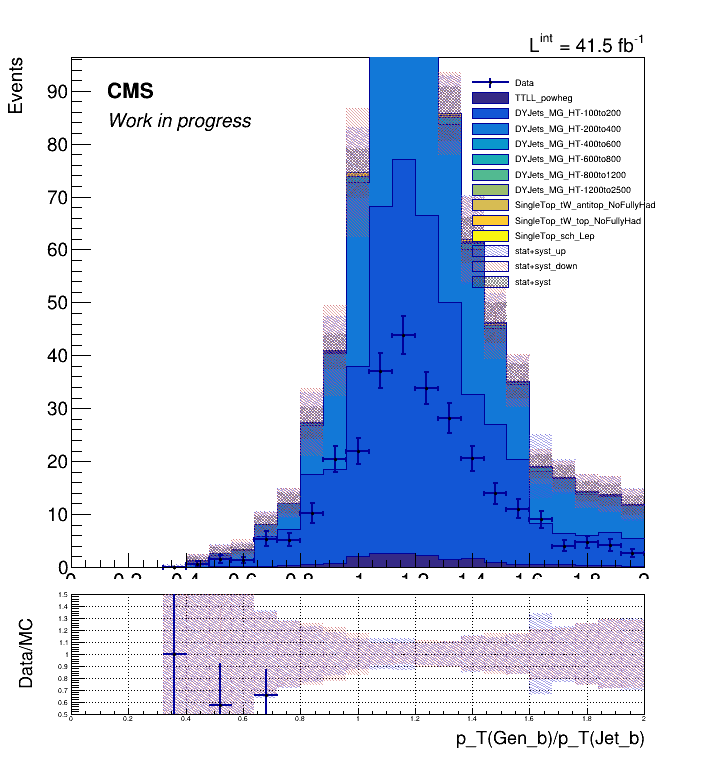 L^int = 41.5 fb^-1
Events
CMS
Work in progress
Data
TTLL_powheg
DYJets_MG_HT-100to200
DYJets_MG_HT-200to400
DYJets_MG_HT-400to600
DYJets_MG_HT-600to800
DYJets_MG_HT-800to1200
DYJets_MG_HT-1200to2500
SingleTop_tW_antitop_NoFullyHad
SingleTop_tW_top_NoFullyHad
SingleTop_sch_Lep
stat+syst_up
stat+syst_down
stat+syst
90
80
70
60
50
40
30
20
10
0
0 0.2 0.4 0.6 0.8 1 1.2 1.4 1.6 1.8 2
Data/MC
1.5
1.4
1.3
1.2
1.1
1
0.9
0.8
0.7
0.6
0.5
0 0.2 0.4 0.6 0.8 1 1.2 1.4 1.6 1.8 2
p_T(Gen_b)/p_T(Jet_b)